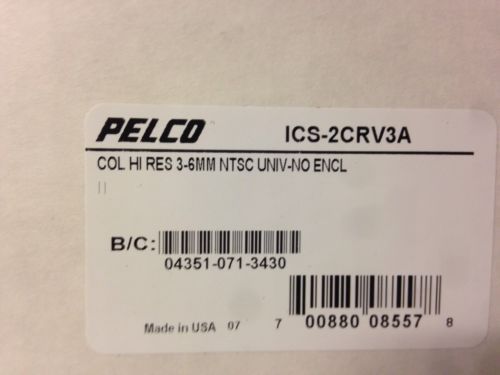 PELCO ICS-2CRV3A
COL HI RES 3-6MM NTSC UNIV-NO ENCL
B/C:
04351-071-3430
Made in USA 07
7 00880 08557 8